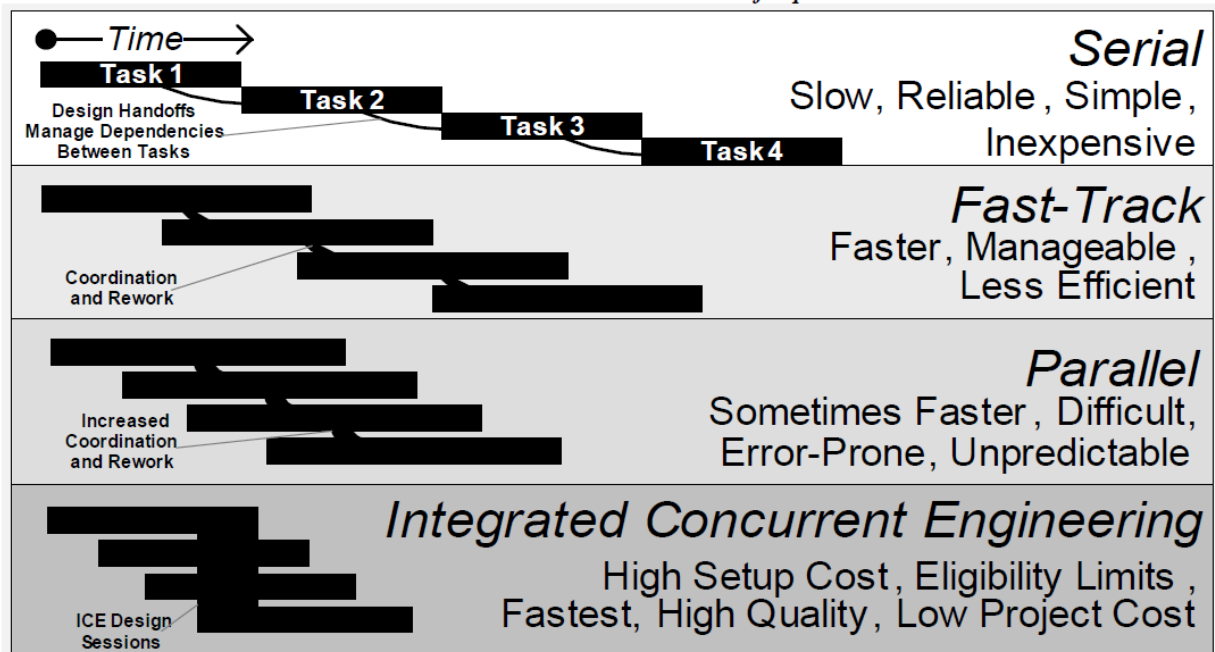 Time
Serial
Task 1
Slow, Reliable, Simple,
Inexpensive
Task 2
Design Handoffs
Manage Dependencies
Between Tasks
Task 3
Task 4
Fast-Track
Faster, Manageable,
Less Efficient
Coordination
and Rework
Parallel
Sometimes Faster, Difficult,
Error-Prone, Unpredictable
Increased
Coordination
and Rework
Integrated Concurrent Engineering
High Setup Cost, Eligibility Limits,
Fastest, High Quality, Low Project Cost
ICE Design
Sessions